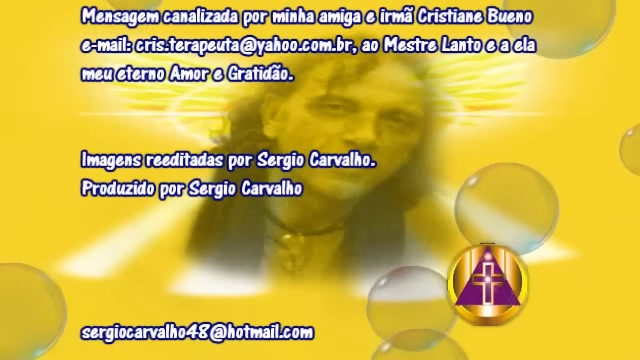 Mensagem canalizada por minha amiga e irmã Cristiane Bueno
e-mail: cris.terapeuta@yahoo.com.br, ao Mestre Lanto e a ela
meu eterno Amor e Gratidão.
Imagens reeditadas por Sergio Carvalho.
Produzido por Sergio Carvalho
sergiocarvalho48@hotmail.com